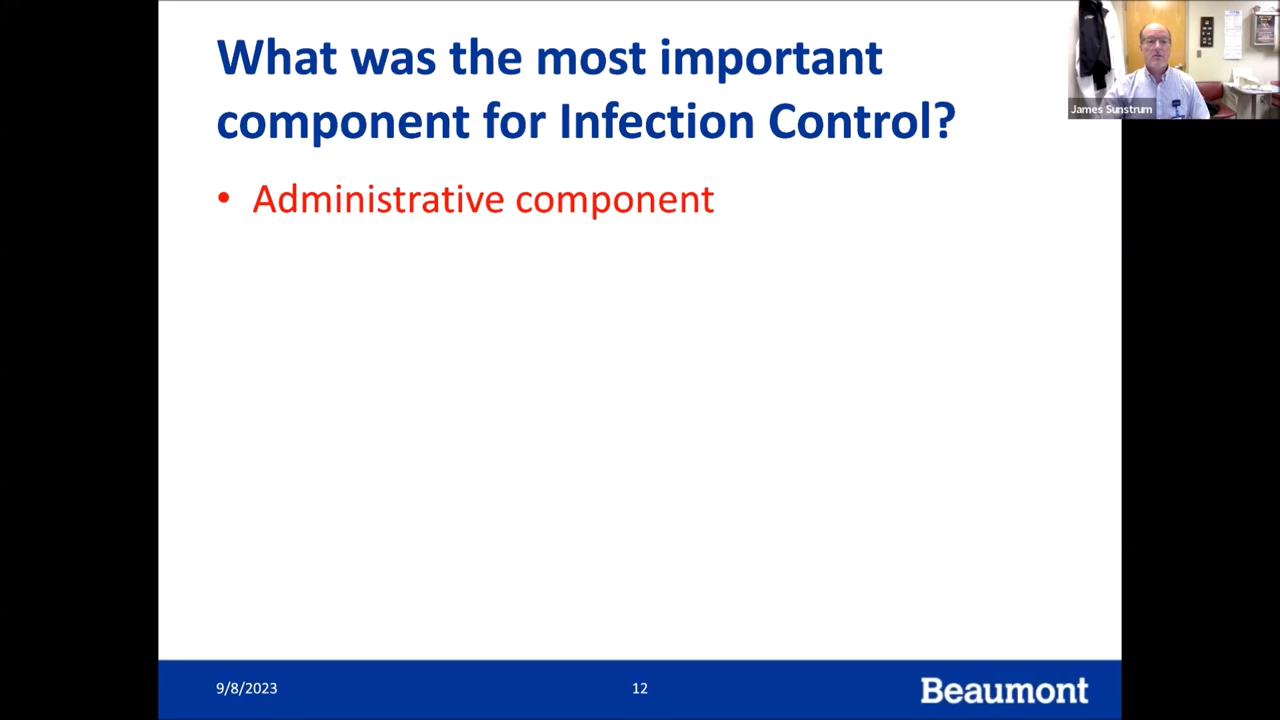 What was the most important
component for Infection Control?
• Administrative component
James Sunstrum
9/8/2023
12
Beaumont